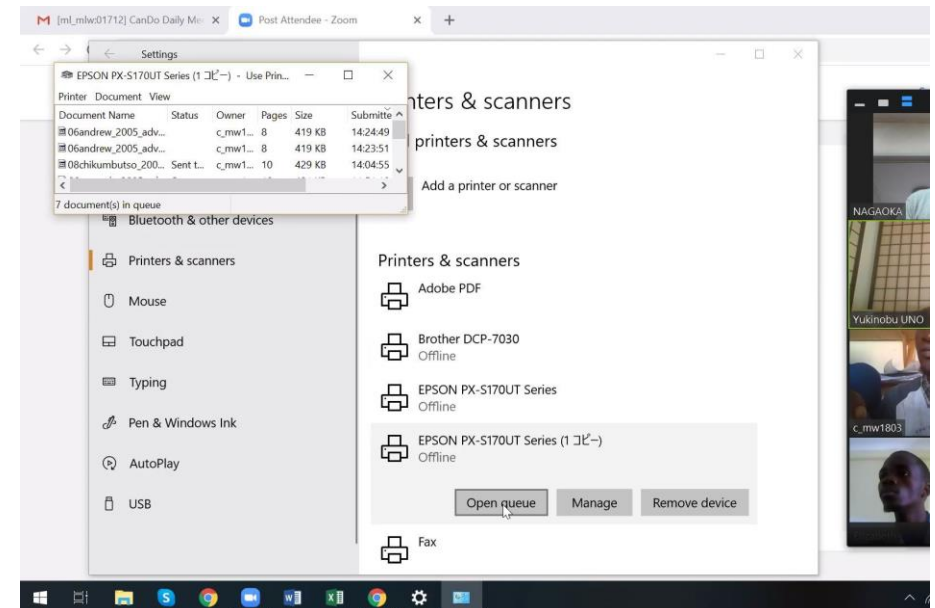 [ml_mlw:01712] CanDo Daily Me
Post Attendee - Zoom
Settings
EPSON PX-S170UT Series (1 コピー) - Use Prin...
Printer Document View
Document Name Status Owner Pages Size Submitte
06andrew_2005_adv... c_mw1... 8 419 KB 14:24:49
06andrew_2005_adv... c_mw1... 8 419 KB 14:23:51
08chikumbutso_200... Sent t... c_mw1... 10 429 KB 14:04:55
7 document(s) in queue
Bluetooth & other devices
Printers & scanners
Mouse
Touchpad
Typing
Pen & Windows Ink
AutoPlay
USB
nters & scanners
printers & scanners
Add a printer or scanner
Printers & scanners
Adobe PDF
Brother DCP-7030
Offline
EPSON PX-S170UT Series
Offline
EPSON PX-S170UT Series (1 コピー)
Offline
Open queue Manage Remove device
Fax
NAGAOKA
Yukinobu UNO
c_mw1803